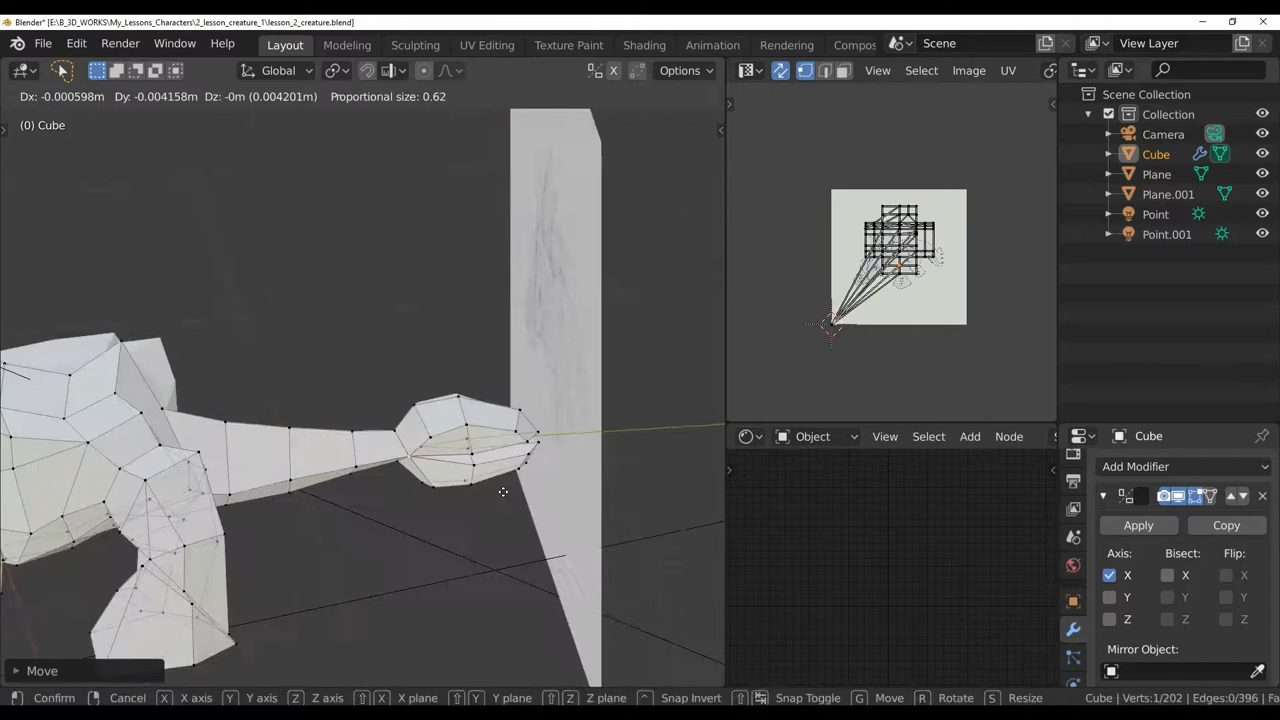 Blender* [E:\B_3D_WORKS\My_Lessons_Characters\2_lesson_creature_1\lesson_2_creature.blend]
File Edit Render Window Help Layout Modeling Sculpting UV Editing Texture Paint Shading Animation Rendering Compos Scene View Layer
Global Options View Select Image UV
Dx: -0.000598m Dy: -0.004158m Dz: -0m (0.004201m) Proportional size: 0.62
(0) Cube
Scene Collection
Collection
Camera
Cube
Plane
Plane.001
Point
Point.001
Object View Select Add Node
Cube
Add Modifier
Apply Copy
Axis: Bisect: Flip:
X X X
Y Y Y
Z Z Z
Mirror Object:
Move
Confirm Cancel X X axis Y Y axis Z Z axis X X plane Y Y plane Z Z plane Snap Invert Snap Toggle G Move R Rotate S Resize Cube | Verts:1/202 | Edges:0/396 | Fa